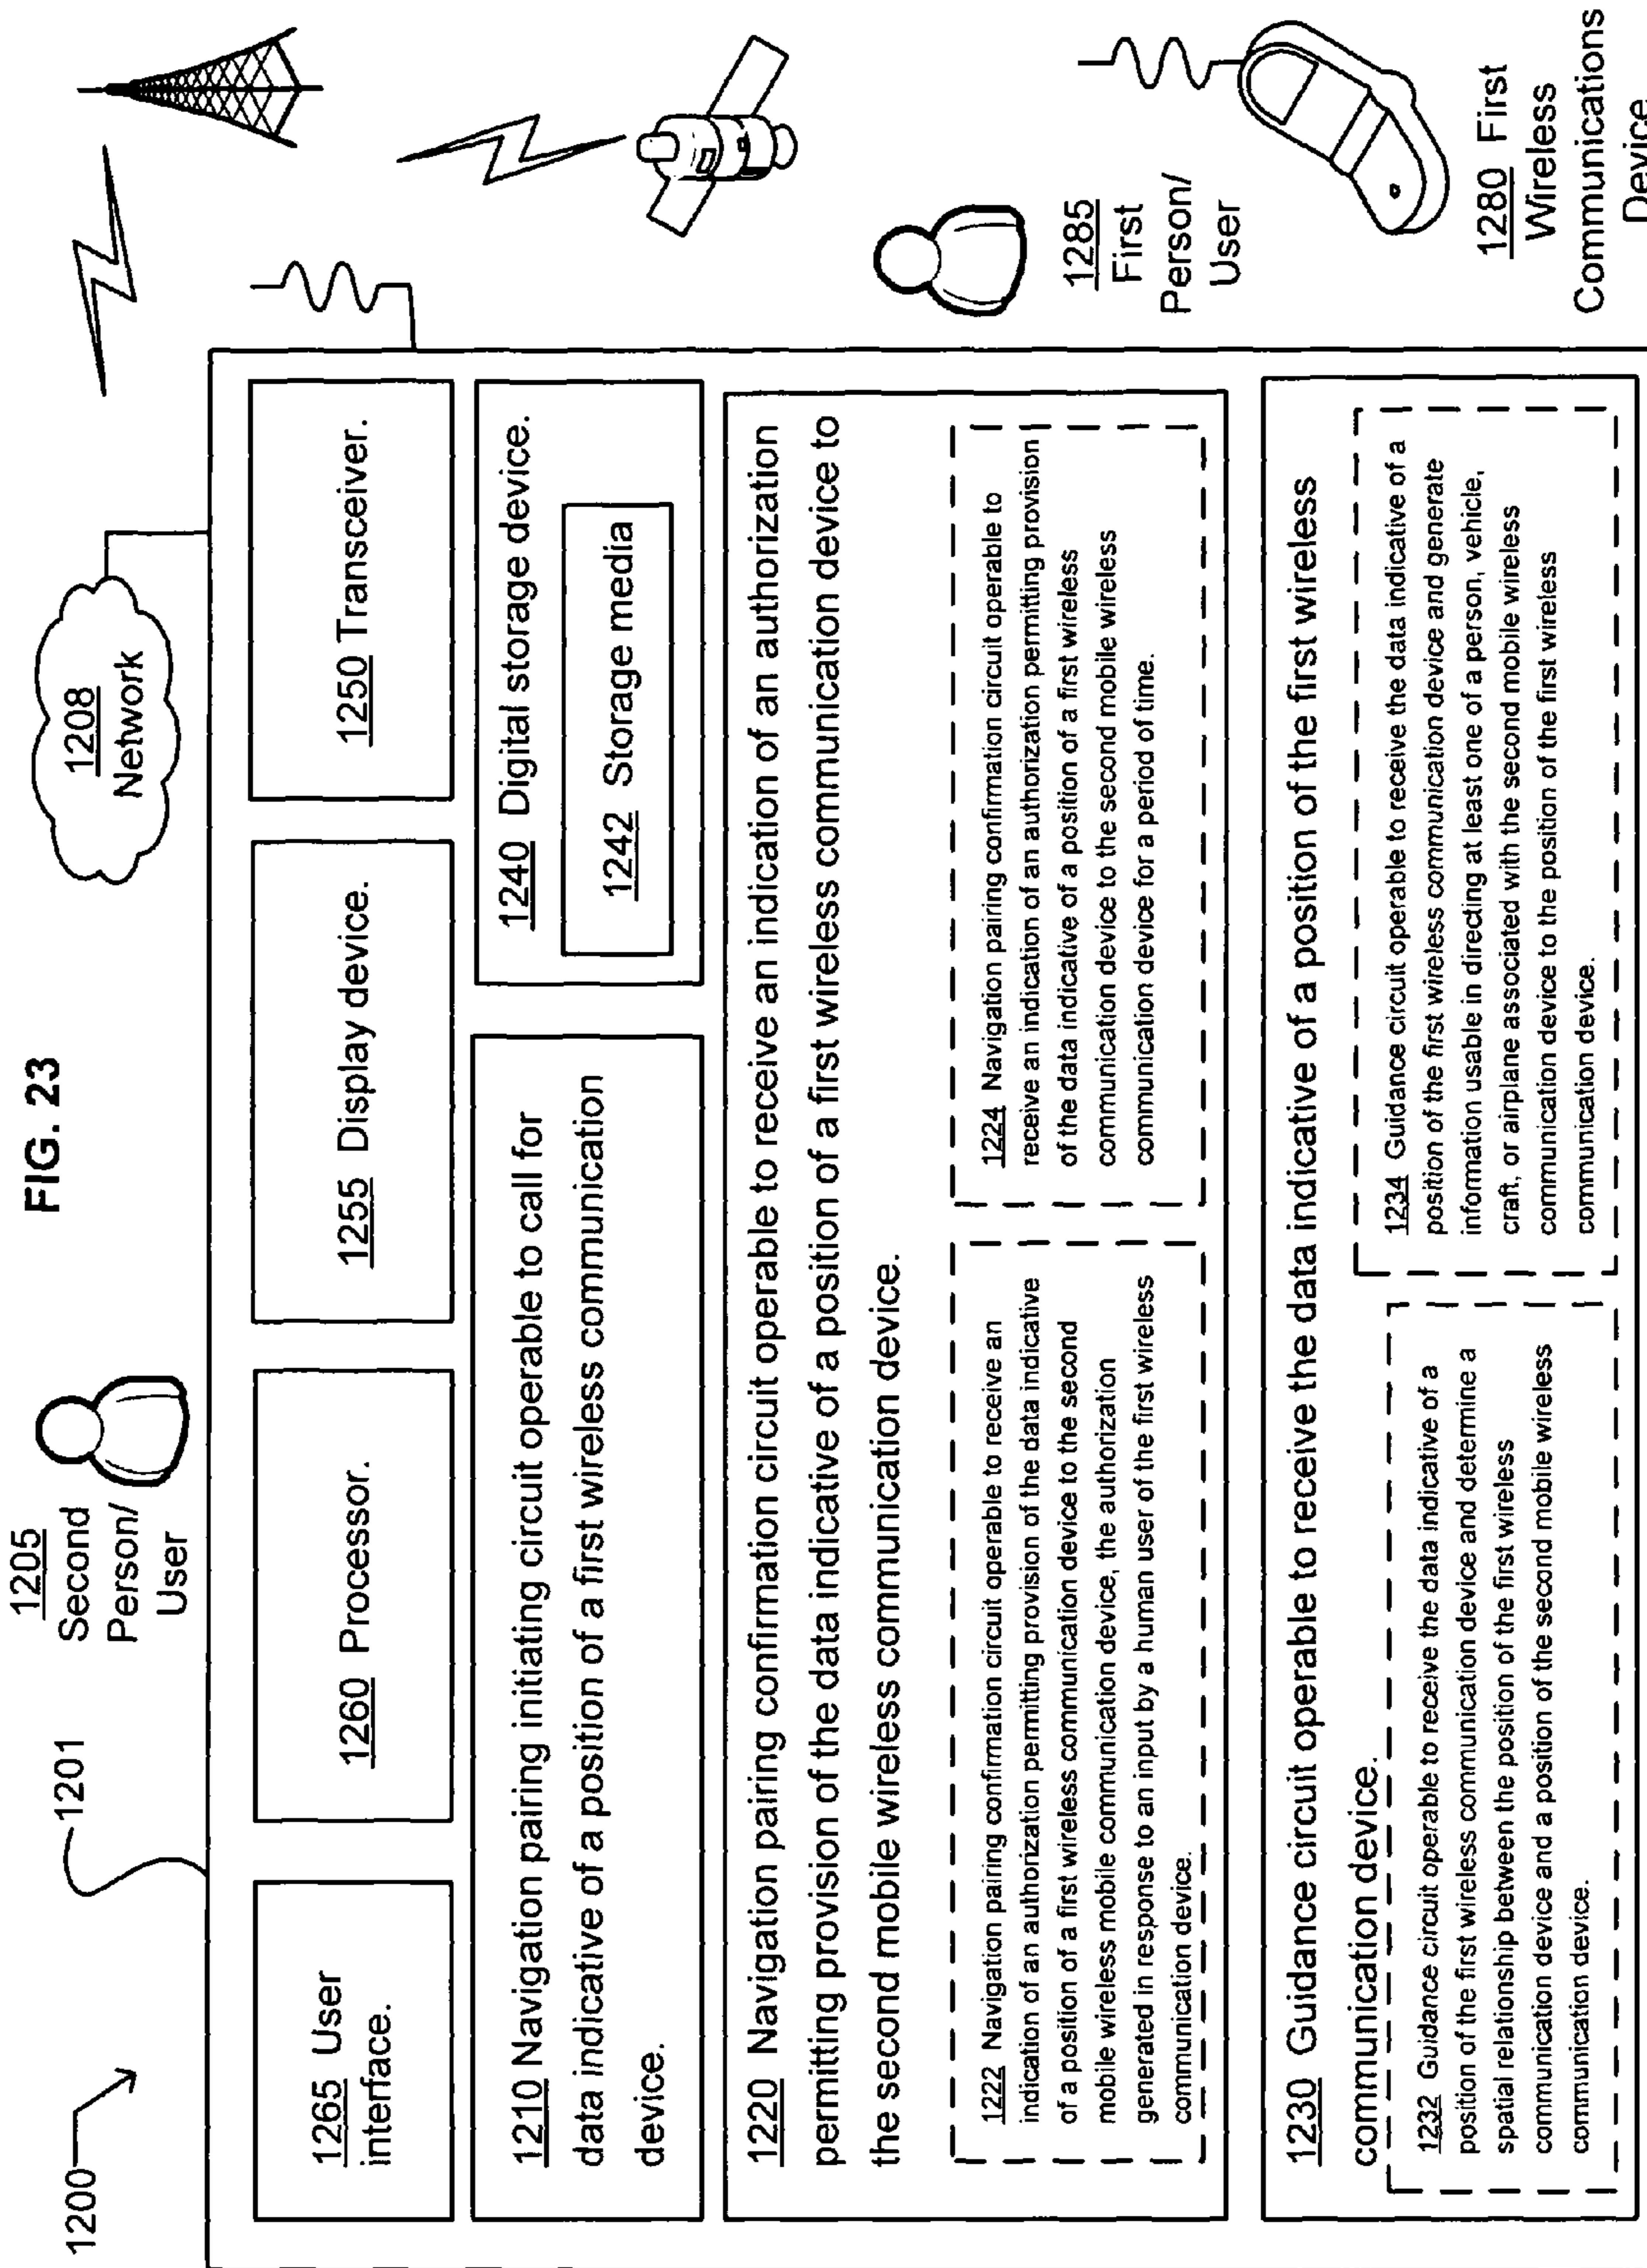 FIG. 23
1200
1201
1205
Second
Person/
User
1208
Network
1265 User
interface.
1260 Processor.
1255 Display device.
1250 Transceiver.
1210 Navigation pairing initiating circuit operable to call for
data indicative of a position of a first wireless communication
device.
1240 Digital storage device.
1242 Storage media
1220 Navigation pairing confirmation circuit operable to receive an indication of an authorization
permitting provision of the data indicative of a position of a first wireless communication device to
the second mobile wireless communication device.
1222 Navigation pairing confirmation circuit operable to receive an
indication of an authorization permitting provision of the data indicative
of a position of a first wireless communication device to the second
mobile wireless mobile communication device, the authorization
generated in response to an input by a human user of the first wireless
communication device.
1224 Navigation pairing confirmation circuit operable to
receive an indication of an authorization permitting provision
of the data indicative of a position of a first wireless
communication device to the second mobile wireless
communication device for a period of time.
1230 Guidance circuit operable to receive the data indicative of a position of the first wireless
communication device.
1232 Guidance circuit operable to receive the data indicative of a
position of the first wireless communication device and determine a
spatial relationship between the position of the first wireless
communication device and a position of the second mobile wireless
communication device.
1234 Guidance circuit operable to receive the data indicative of a
position of the first wireless communication device and generate
information usable in directing at least one of a person, vehicle,
craft, or airplane associated with the second mobile wireless
communication device to the position of the first wireless
communication device.
1285
First
Person/
User
1280 First
Wireless
Communications
Device